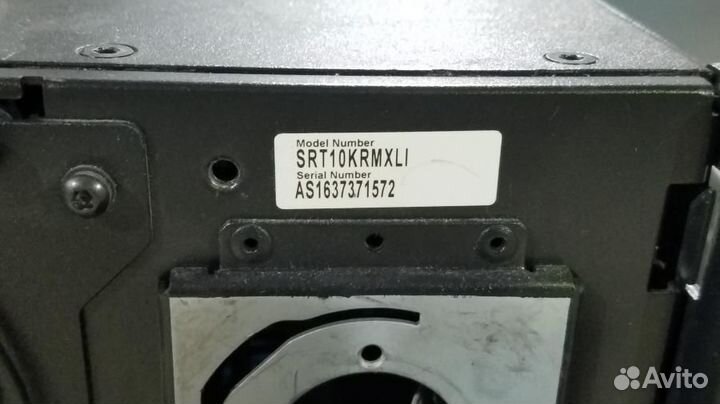 Model Number
SRT10KRMXLI
Serial Number
AS1637371572
Avito